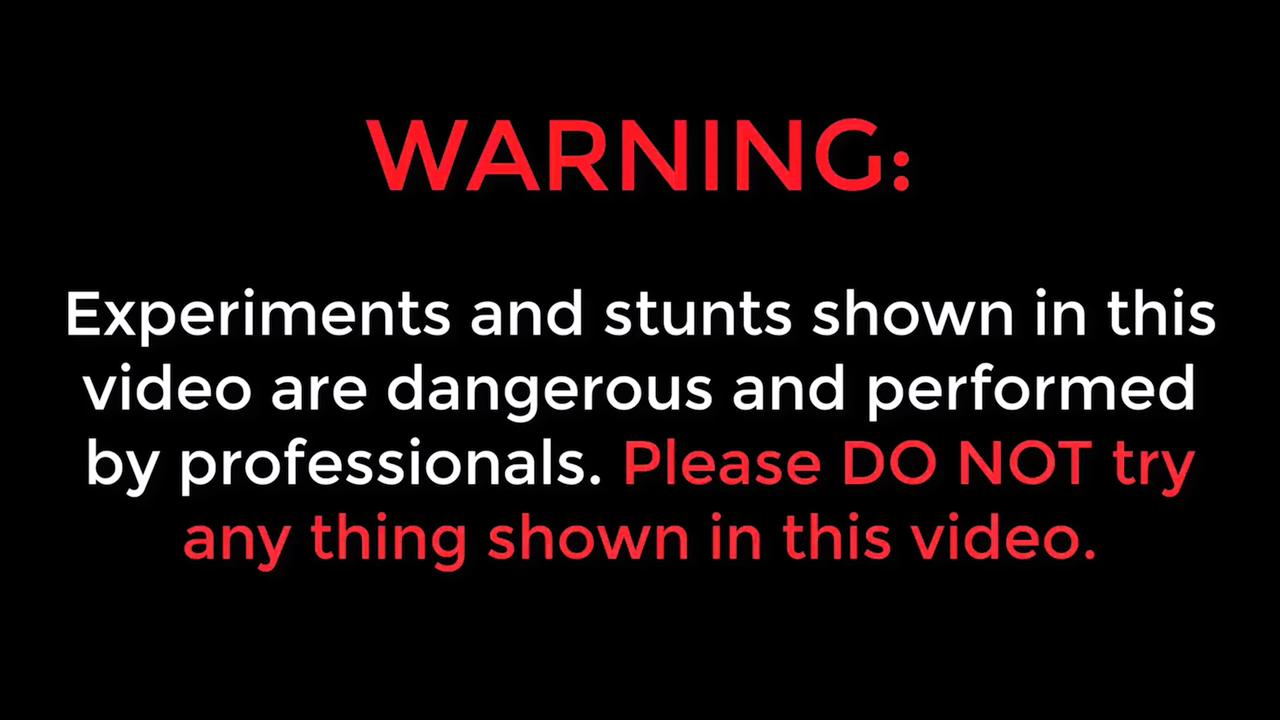 WARNING:
Experiments and stunts shown in this
video are dangerous and performed
by professionals. Please DO NOT try
any thing shown in this video.